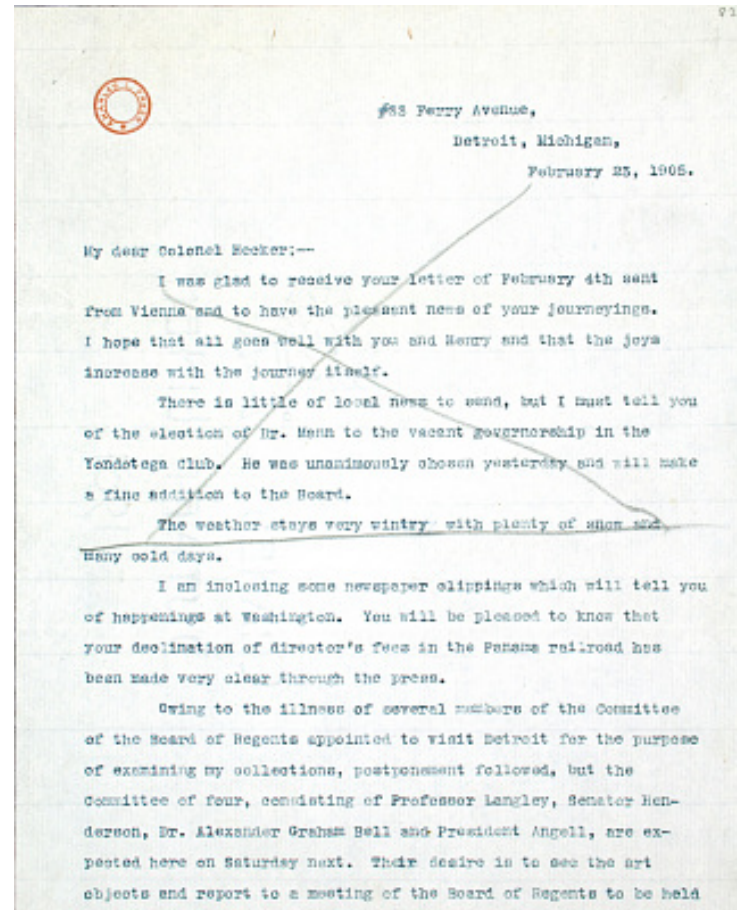 #33 Ferry Avenue,
Detroit, Michigan,
February 23, 1905.
My dear Colonel Hecker:--
I was glad to receive your letter of February 4th sent
from Vienna and to have the pleasant news of your journeyings.
I hope that all goes well with you and Henry and that the joys
increase with the journey itself.
There is little of local news to send, but I must tell you
of the election of Dr. Mann to the vacant governorship in the
Yondotega Club. He was unanimously chosen yesterday and will make
a fine addition to the Board.
The weather stays very wintry with plenty of snow and
many cold days.
I am inclosing some newspaper clippings which will tell you
of happenings at Washington. You will be pleased to know that
your declination of director's fees in the Panama railroad has
been made very clear through the press.
Owing to the illness of several members of the Committee
of the Board of Regents appointed to visit Detroit for the purpose
of examining my collections, postponement followed, but the
Committee of four, consisting of Professor Langley, Senator Hen-
derson, Dr. Alexander Graham Bell and President Angell, are ex-
pected here on Saturday next. Their desire is to see the art
objects and report to a meeting of the Board of Regents to be held